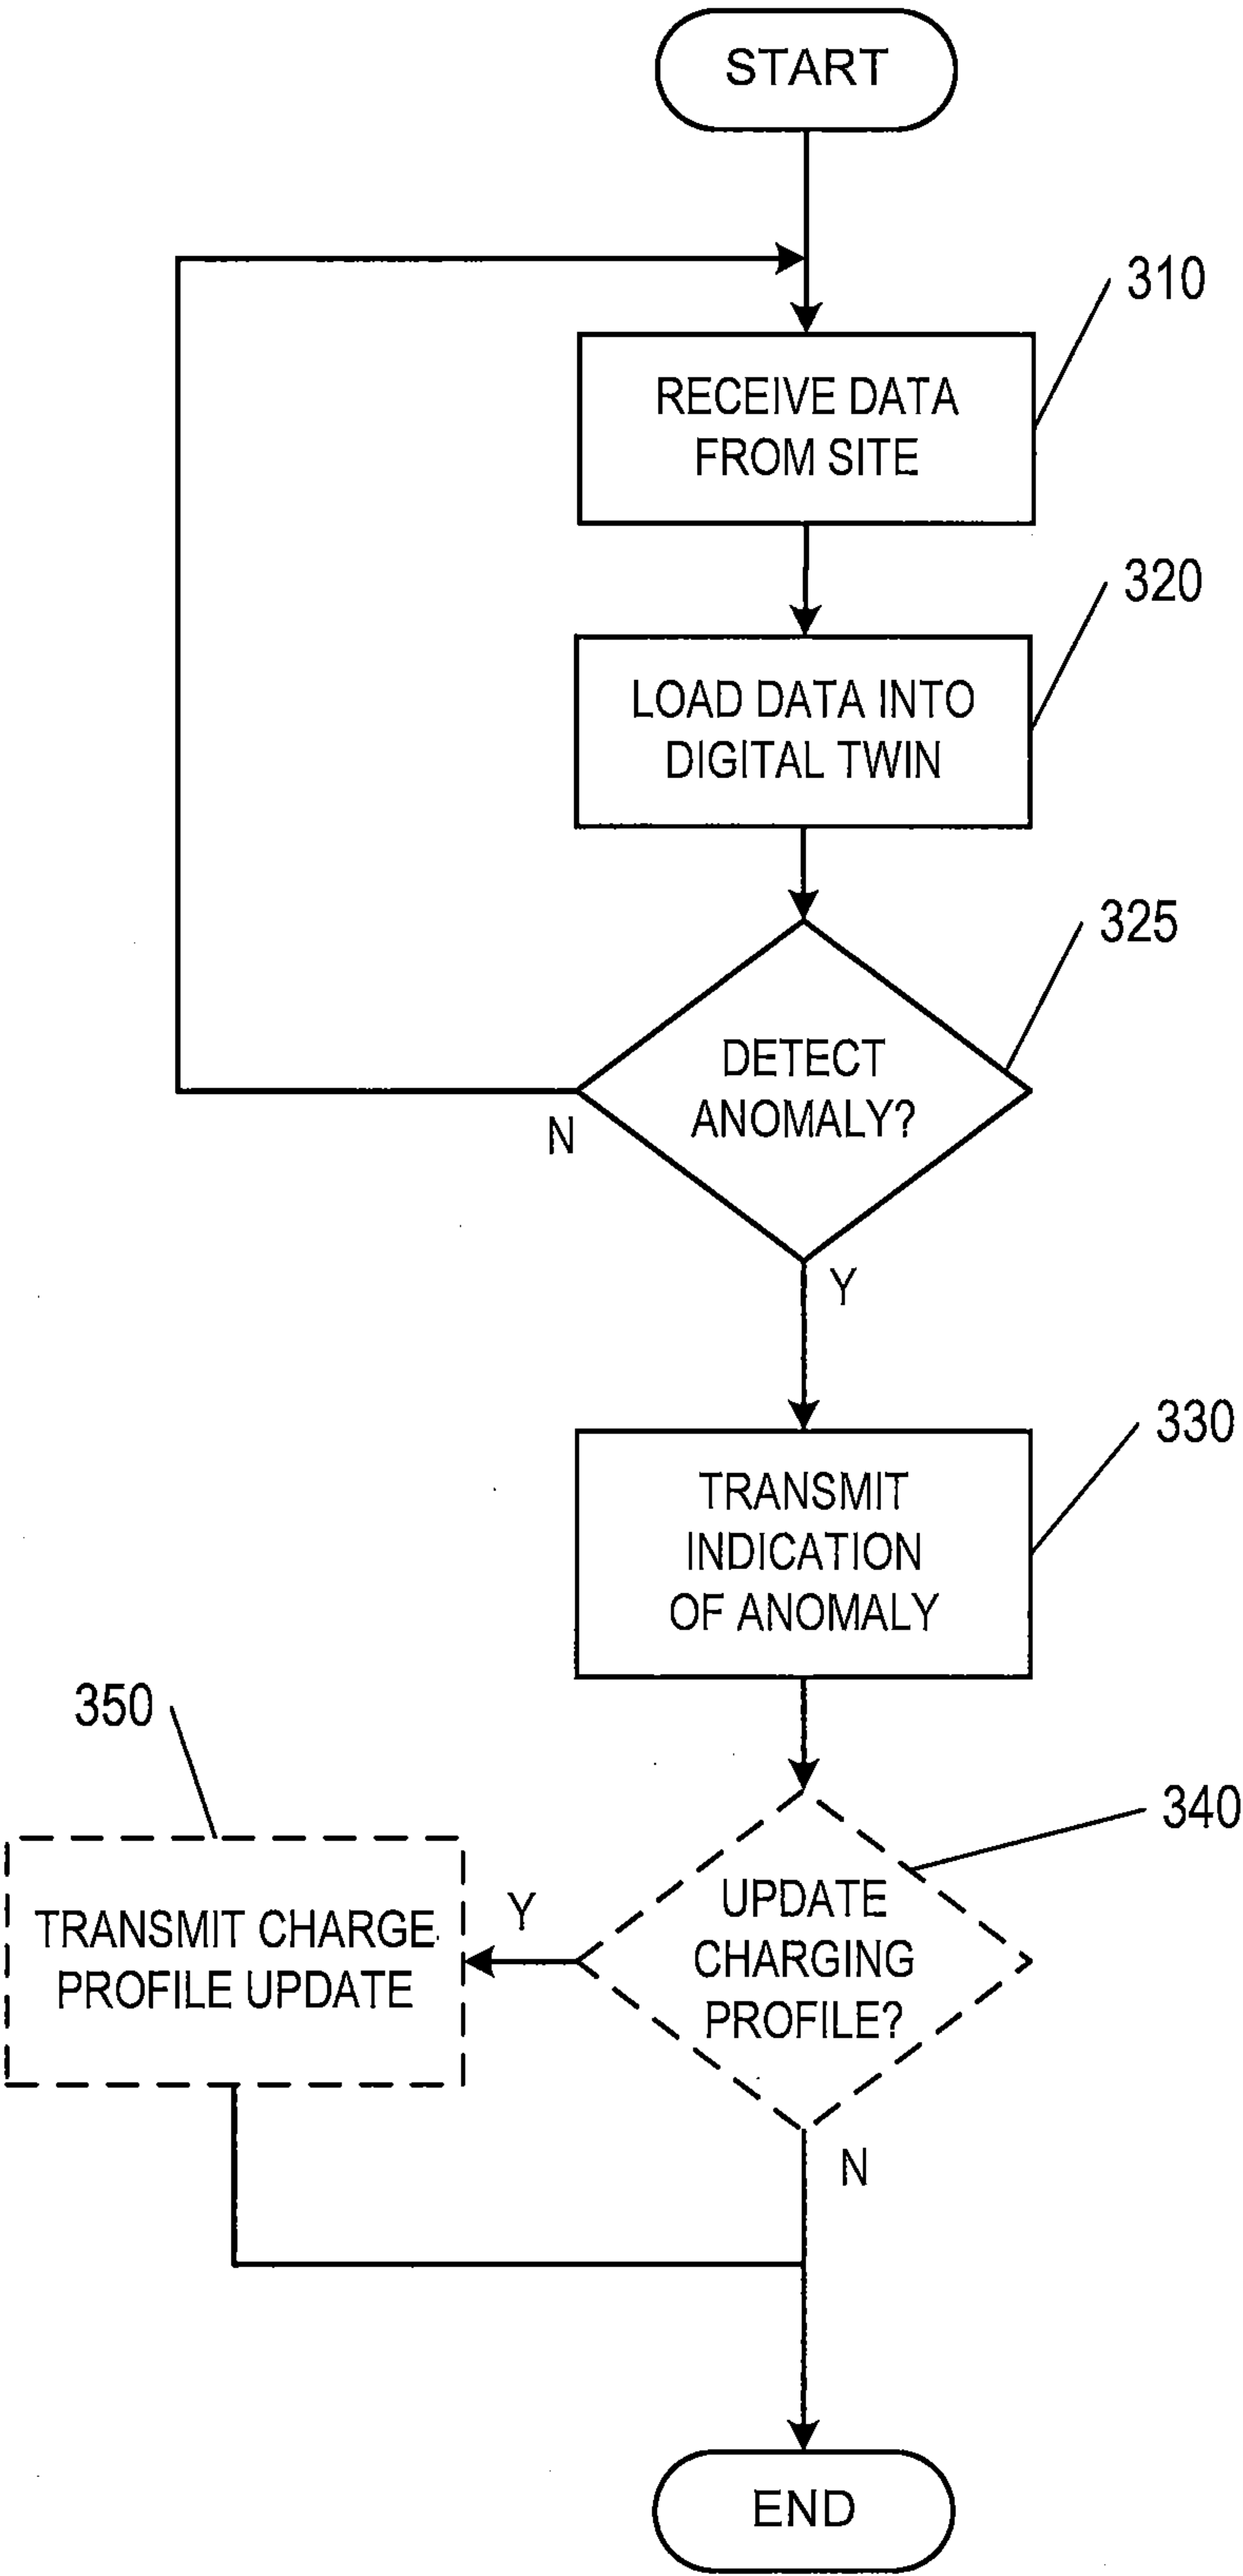 START
310
RECEIVE DATA
FROM SITE
320
LOAD DATA INTO
DIGITAL TWIN
325
DETECT
ANOMALY?
N
Y
330
TRANSMIT
INDICATION
OF ANOMALY
350
340
UPDATE
CHARGING
PROFILE?
Y
TRANSMIT CHARGE
PROFILE UPDATE
N
END